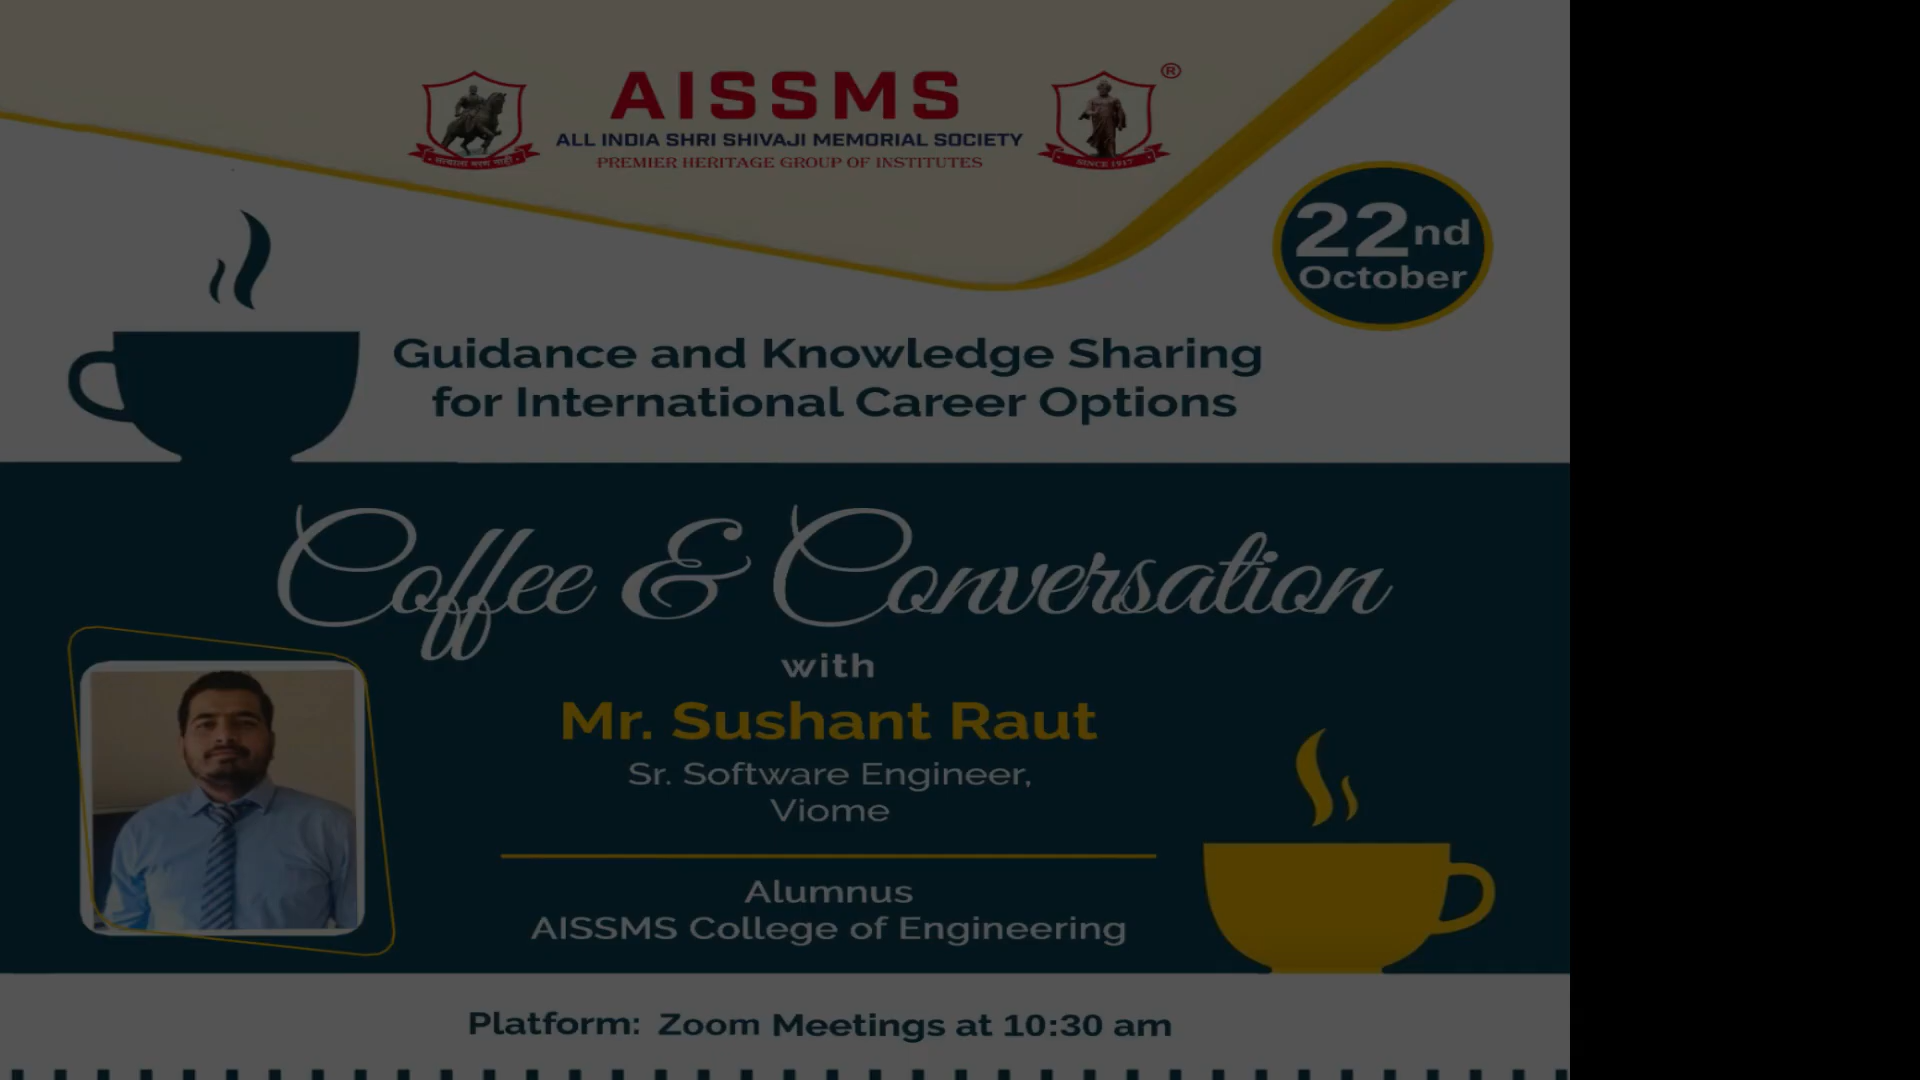 AISSMS
ALL INDIA SHRI SHIVAJI MEMORIAL SOCIETY
PREMIER HERITAGE GROUP OF INSTITUTES
®
SINCE 1917
22nd
October
Guidance and Knowledge Sharing
for International Career Options
Coffee & Conversation
with
Mr. Sushant Raut
Sr. Software Engineer,
Viome
Alumnus
AISSMS College of Engineering
Platform: Zoom Meetings at 10:30 am